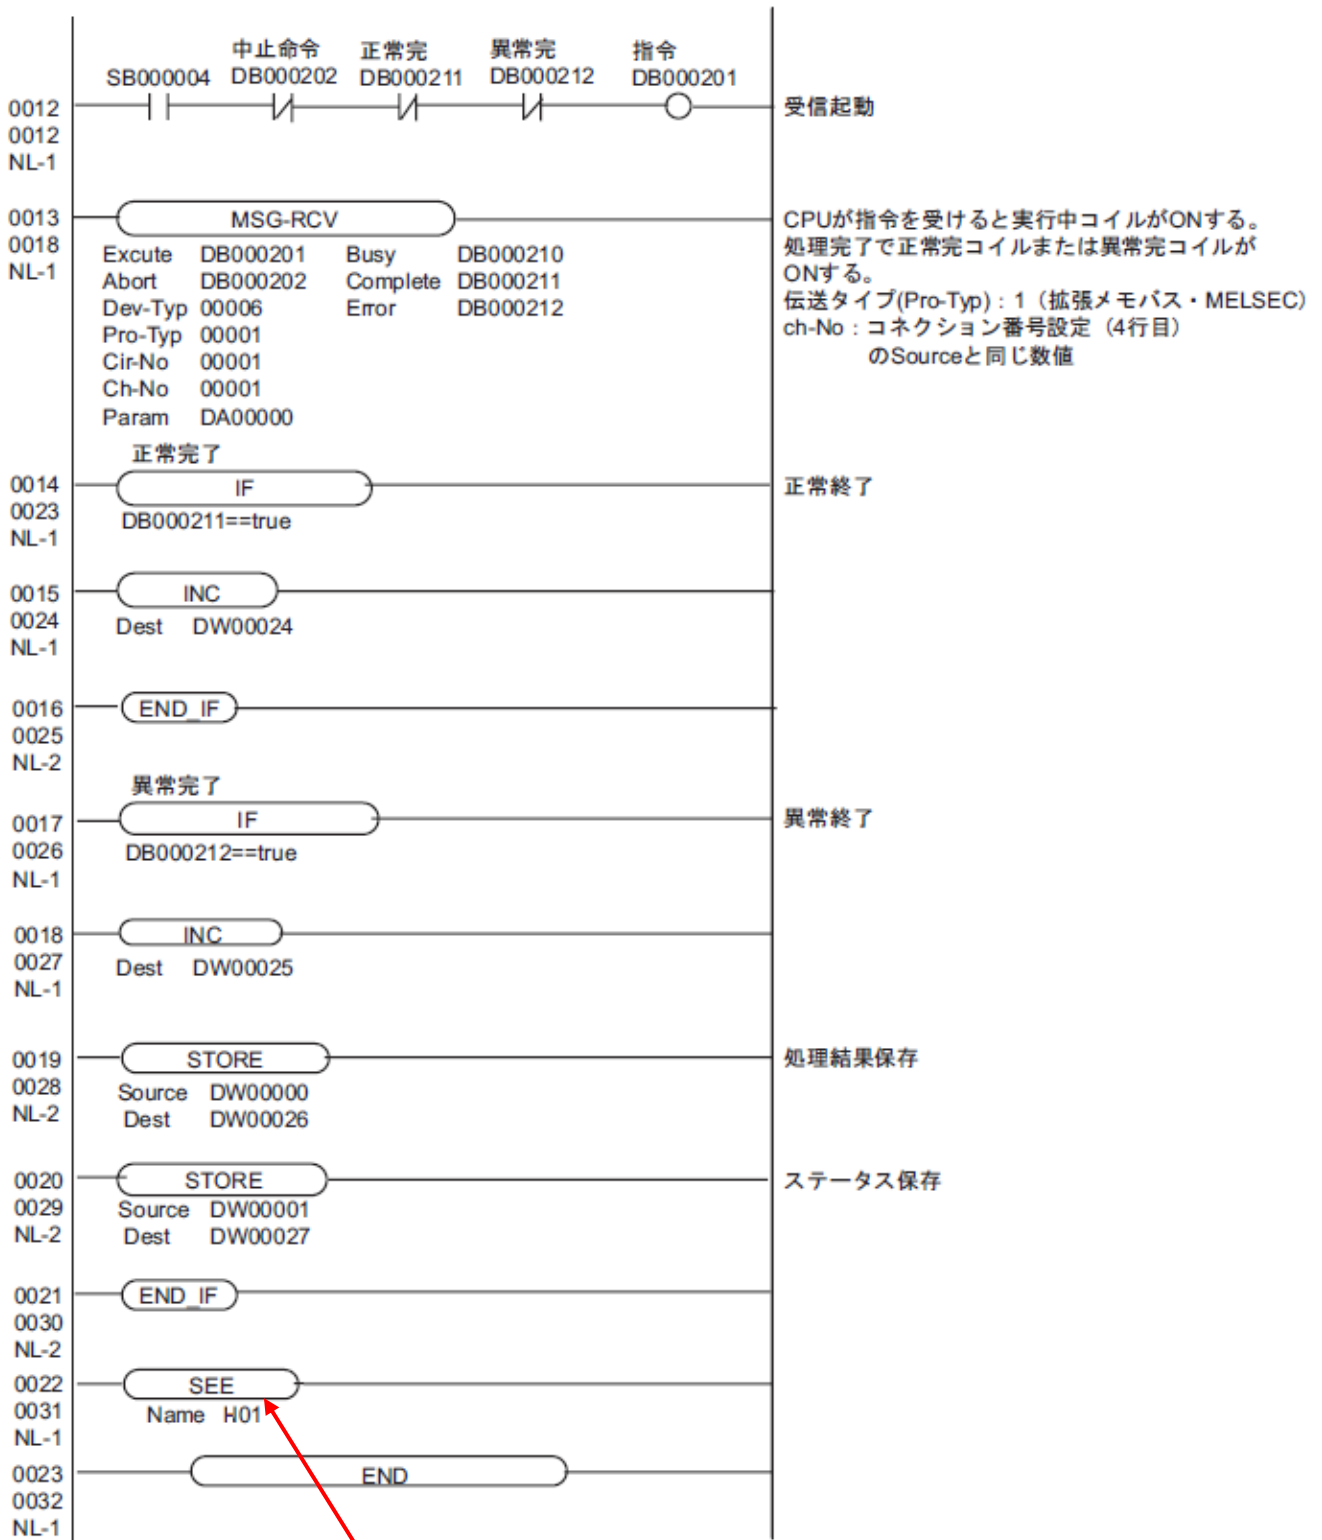 中止命令 正常完 異常完 指令
SB000004 DB000202 DB000211 DB000212 DB000201
0012 受信起動
0012
NL-1
0013 MSG-RCV CPUが指令を受けると実行中コイルがONする。
0018 Excute DB000201 Busy DB000210 処理完了で正常完コイルまたは異常完コイルが
NL-1 Abort DB000202 Complete DB000211 ONする。
Dev-Typ 00006 Error DB000212 伝送タイプ(Pro-Typ)：1（拡張メモバス・MELSEC）
Pro-Typ 00001 ch-No：コネクション番号設定（4行目）
Cir-No 00001 のSourceと同じ数値
Ch-No 00001
Param DA00000
正常完了
0014 IF 正常終了
0023 DB000211==true
NL-1
0015 INC
0024 Dest DW00024
NL-1
0016 END_IF
0025
NL-2
異常完了
0017 IF 異常終了
0026 DB000212==true
NL-1
0018 INC
0027 Dest DW00025
NL-1
0019 STORE 処理結果保存
0028 Source DW00000
NL-2 Dest DW00026
0020 STORE ステータス保存
0029 Source DW00001
NL-2 Dest DW00027
0021 END_IF
0030
NL-2
0022 SEE
0031 Name H01
NL-1
0023 END
0032
NL-1